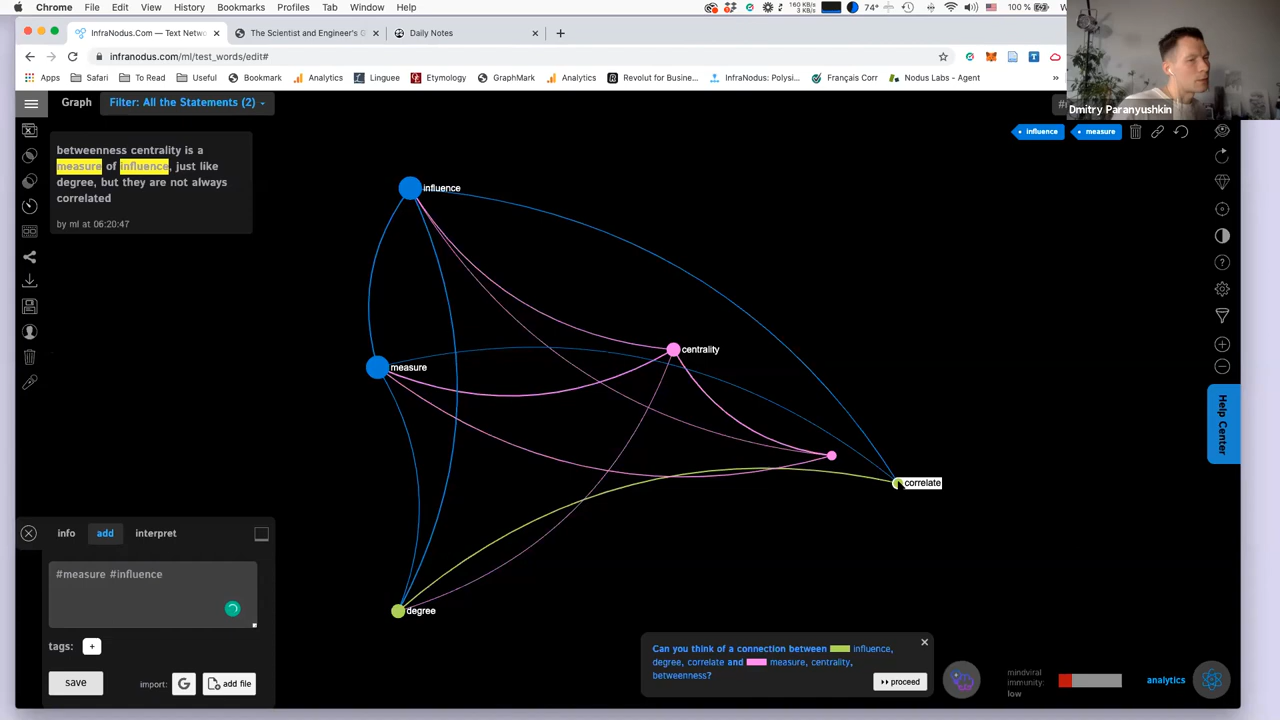 Chrome File Edit View History Bookmarks Profiles Tab Window Help
160 KB/s
3 KB/s
74°
100 %
InfraNodus.Com — Text Netwo
The Scientist and Engineer's G
Daily Notes
infranodus.com/ml/test_words/edit#
Apps Safari To Read Useful Bookmark Analytics Linguee Etymology GraphMark Analytics Revolut for Busine... InfraNodus: Polysi... Français Corr Nodus Labs - Agent
»
Dmitry Paranyushkin
Graph
Filter: All the Statements (2)
influence
measure
betweenness centrality is a
measure of influence, just like
degree, but they are not always
correlated
by ml at 06:20:47
influence
centrality
measure
correlate
degree
Help Center
info
add
interpret
#measure #influence
tags: +
save
import:
G
add file
Can you think of a connection between influence,
degree, correlate and measure, centrality,
betweenness?
proceed
mindviral
immunity:
low
analytics